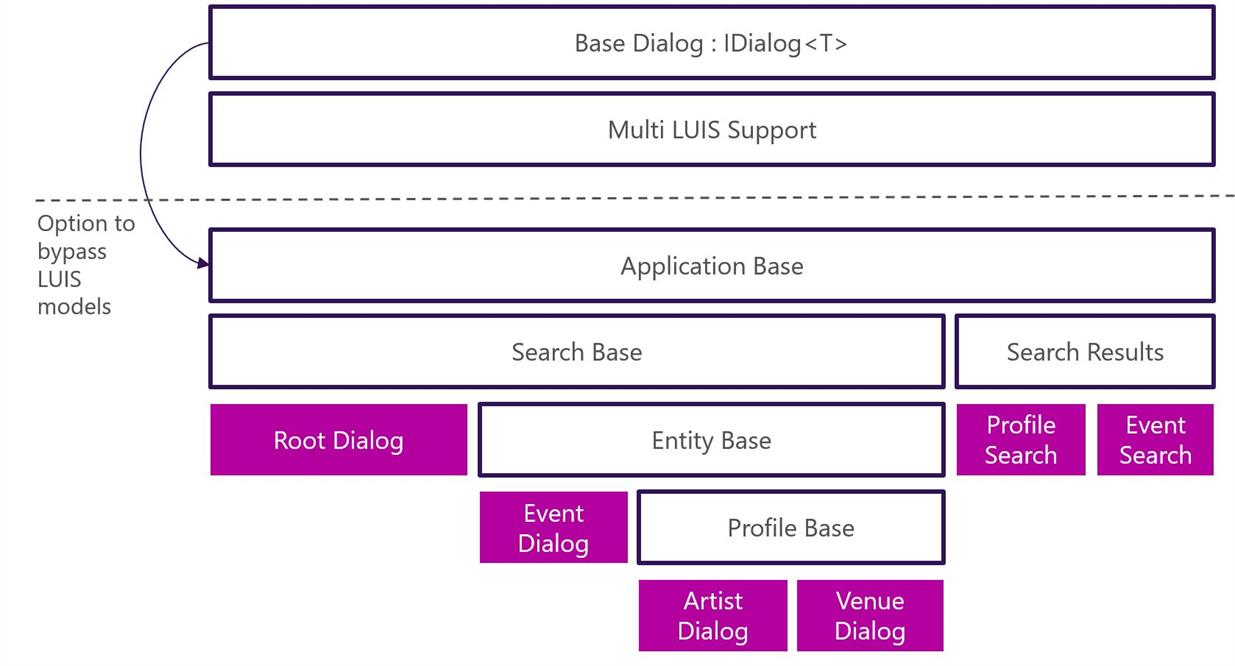 Base Dialog : IDialog<T>
Multi LUIS Support
Option to
bypass
LUIS
models
Application Base
Search Base
Search Results
Root Dialog
Entity Base
Profile
Search
Event
Search
Event
Dialog
Profile Base
Artist
Dialog
Venue
Dialog